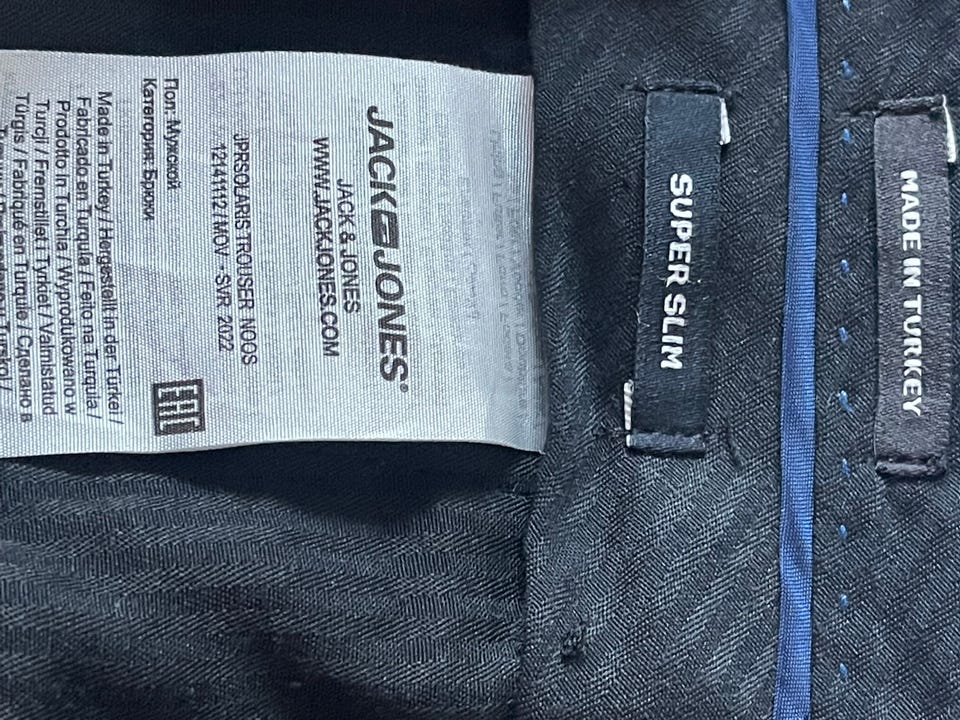 MADE IN TURKEY
SUPER SLIM
JACK JONES®
JACK & JONES
WWW.JACKJONES.COM
JPRSOLARIS TROUSER NOOS
12141112 / MOV - SVR 2022
Пол: Мужской
Категория: Брюки
EAC
Made in Turkey / Hergestellt in der Türkei /
Fabricado en Turquía / Feito na Turquia /
Prodotto in Turchia / Wyprodukowano w
Turcji / Fremstillet i Tyrkiet / Valmistatud
Türgis / Fabriqué en Turquie / Сделано в